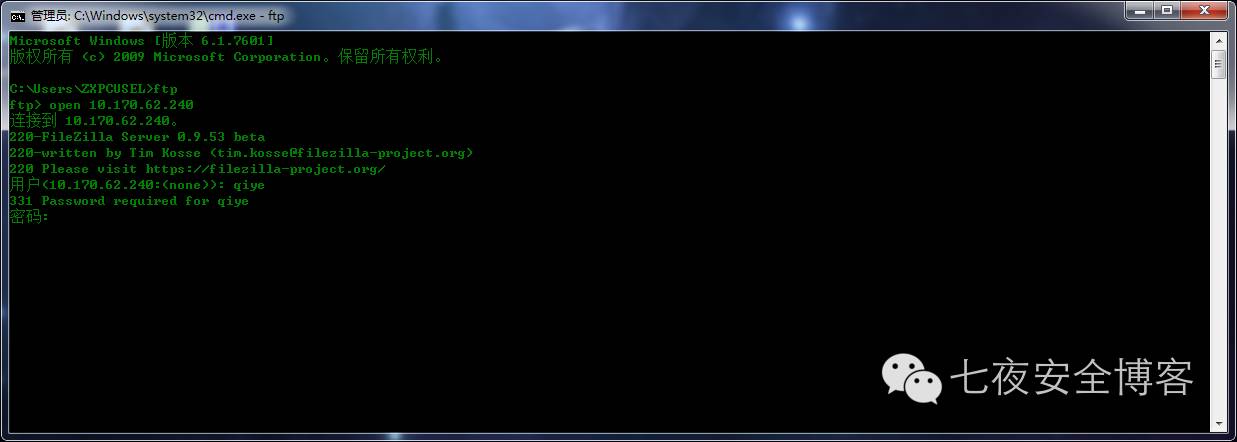 管理员: C:\Windows\system32\cmd.exe - ftp
Microsoft Windows [版本 6.1.7601]
版权所有 (c) 2009 Microsoft Corporation。保留所有权利。
C:\Users\ZXPCUSEL>ftp
ftp> open 10.170.62.240
连接到 10.170.62.240。
220-FileZilla Server 0.9.53 beta
220-written by Tim Kosse (tim.kosse@filezilla-project.org)
220 Please visit https://filezilla-project.org/
用户(10.170.62.240:(none)): qiye
331 Password required for qiye
密码:
七夜安全博客